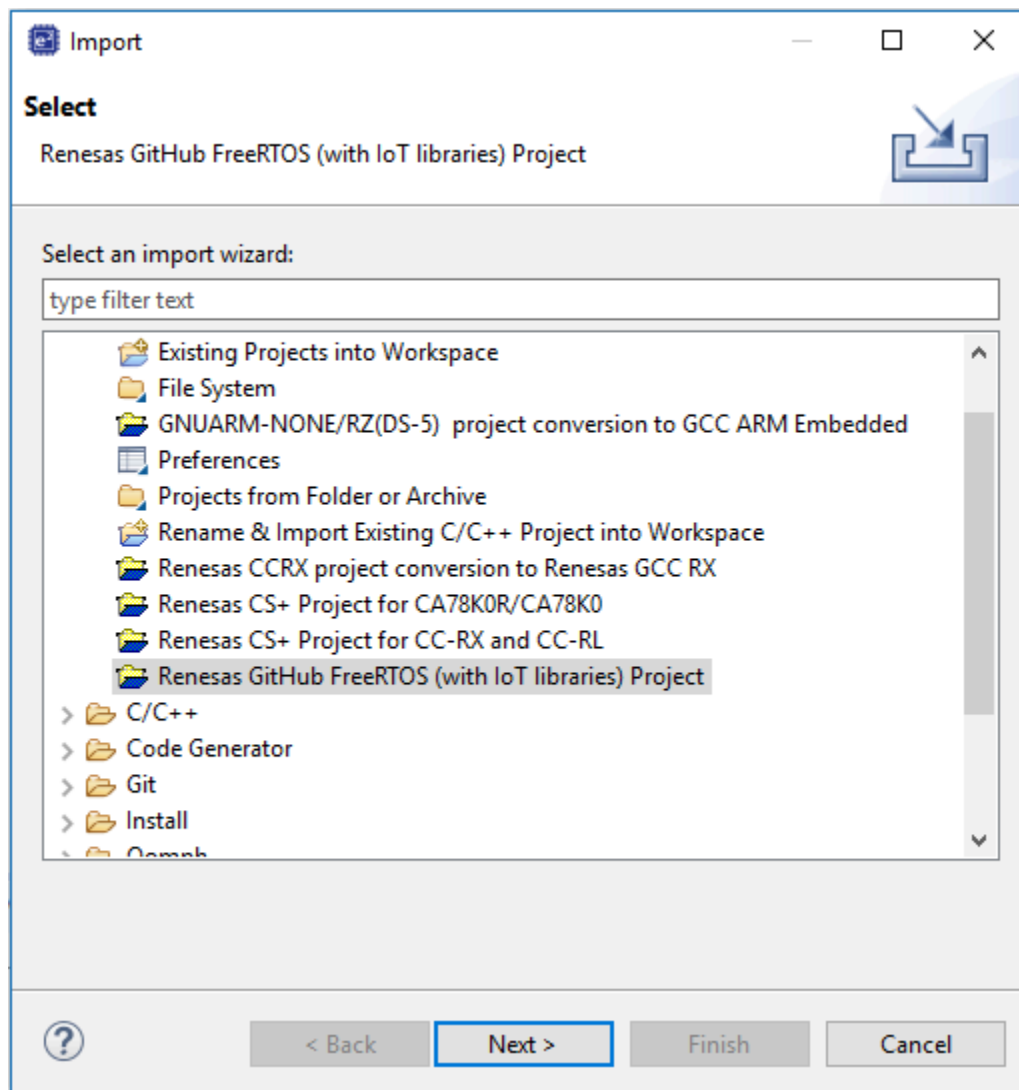 Import
Select
Renesas GitHub FreeRTOS (with IoT libraries) Project
Select an import wizard:
type filter text
Existing Projects into Workspace
File System
GNUARM-NONE/RZ(DS-5)  project conversion to GCC ARM Embedded
Preferences
Projects from Folder or Archive
Rename & Import Existing C/C++ Project into Workspace
Renesas CCRX project conversion to Renesas GCC RX
Renesas CS+ Project for CA78K0R/CA78K0
Renesas CS+ Project for CC-RX and CC-RL
Renesas GitHub FreeRTOS (with IoT libraries) Project
C/C++
Code Generator
Git
Install
Oomph
< Back Next > Finish Cancel